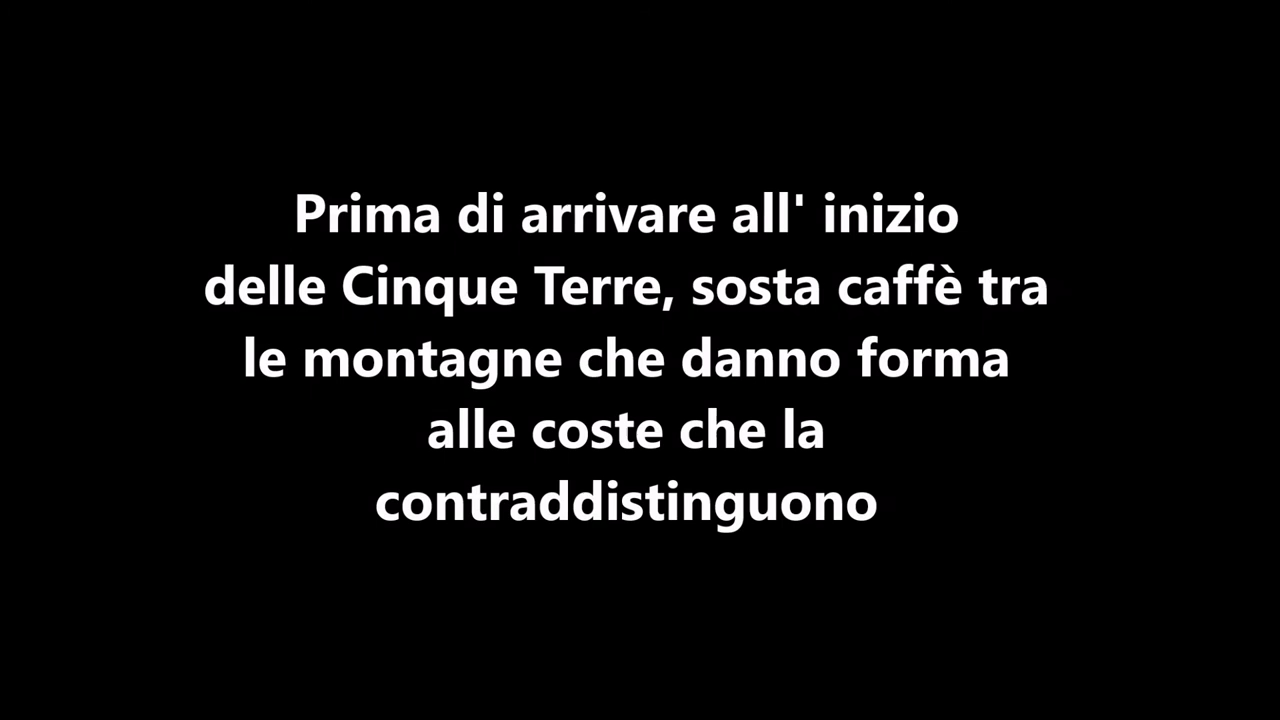 Prima di arrivare all' inizio
delle Cinque Terre, sosta caffè tra
le montagne che danno forma
alle coste che la
contraddistinguono